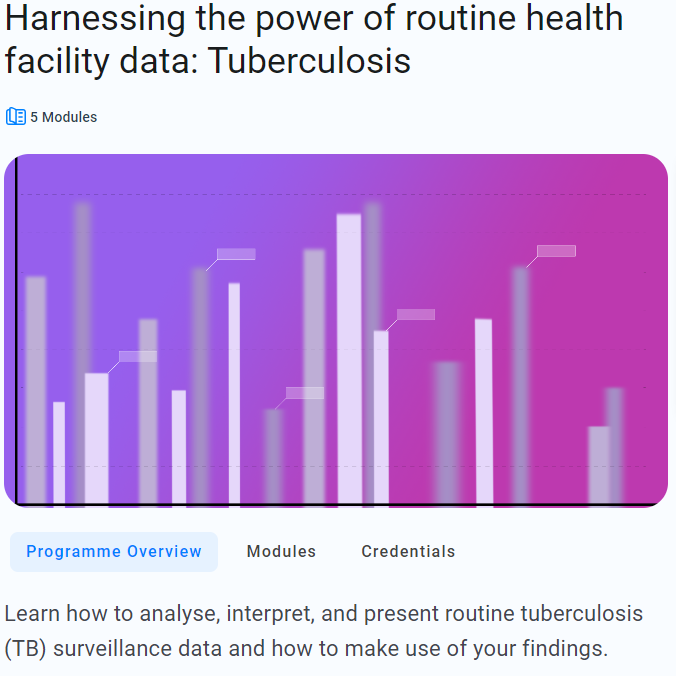 Harnessing the power of routine health
facility data: Tuberculosis
5 Modules
Programme Overview
Modules
Credentials
Learn how to analyse, interpret, and present routine tuberculosis
(TB) surveillance data and how to make use of your findings.